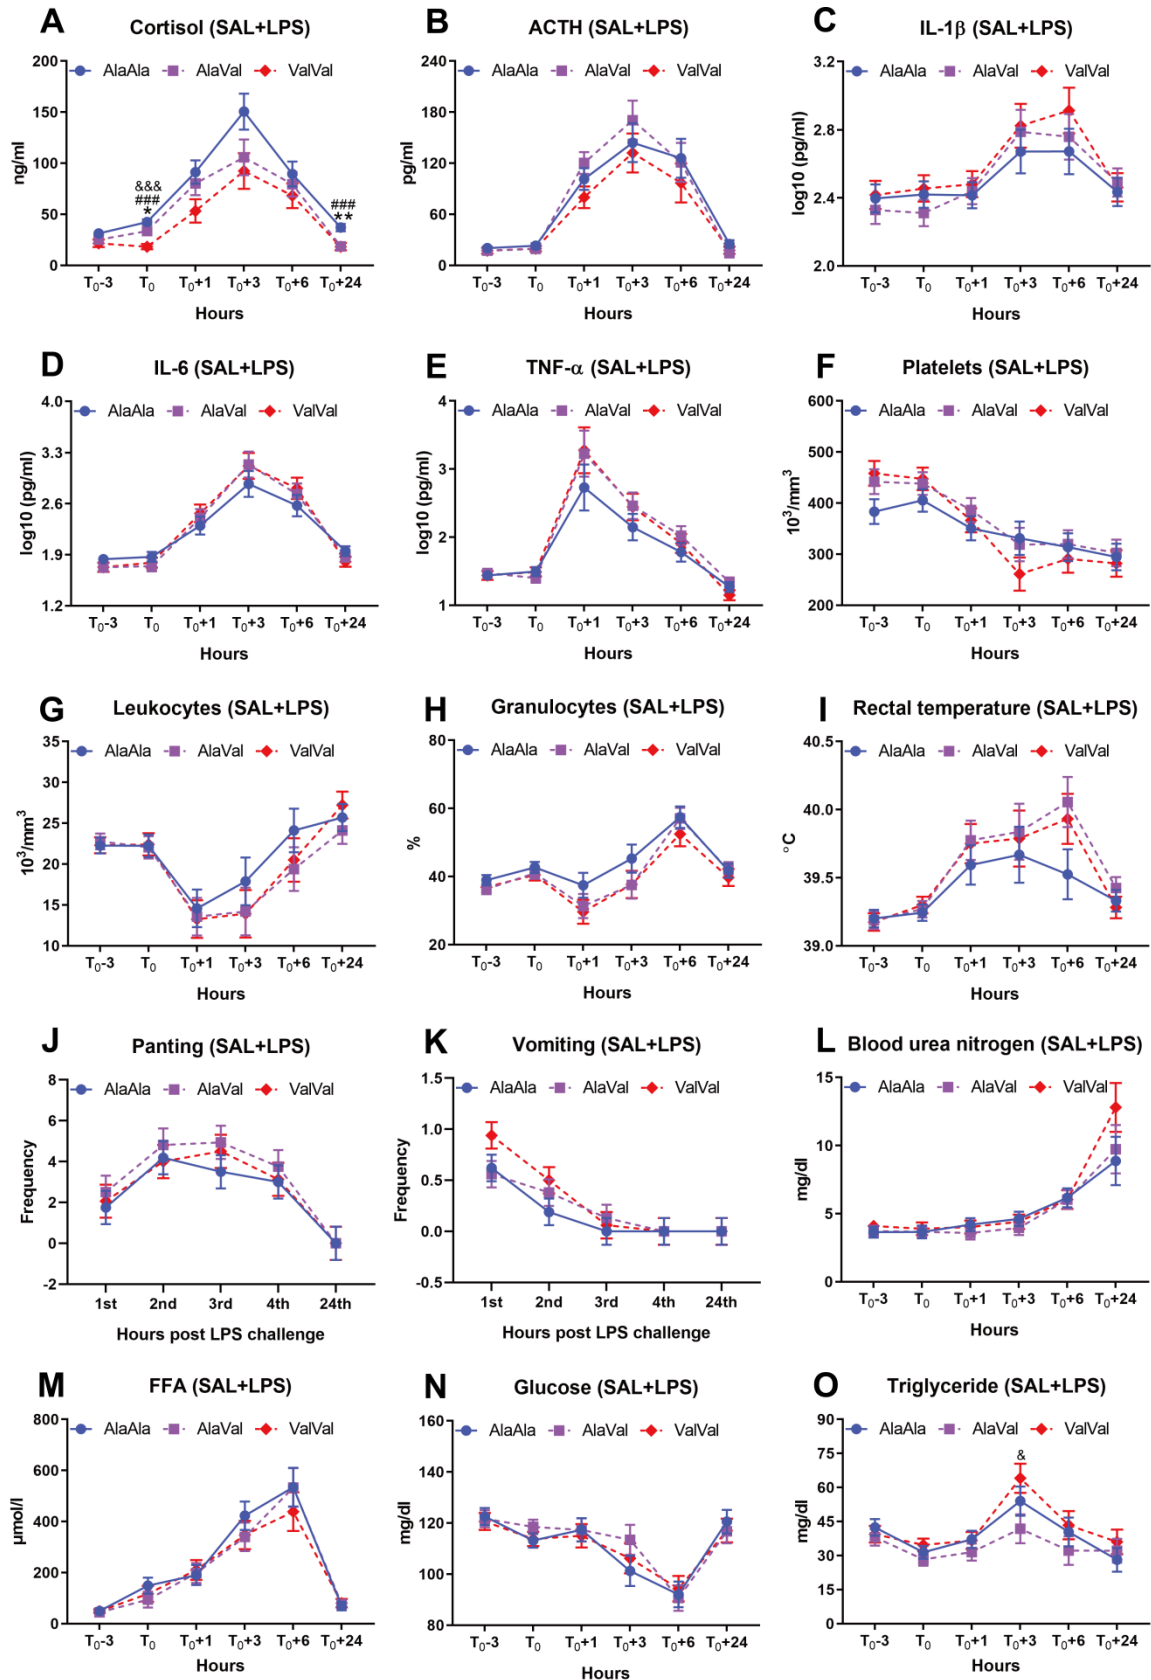 A
Cortisol (SAL+LPS)
AlaAla AlaVal ValVal
200
150
100
50
0
ng/ml
&&&
###
*
###
**
T0-3 T0 T0+1 T0+3 T0+6 T0+24
Hours
B
ACTH (SAL+LPS)
AlaAla AlaVal ValVal
240
180
120
60
0
pg/ml
T0-3 T0 T0+1 T0+3 T0+6 T0+24
Hours
C
IL-1β (SAL+LPS)
AlaAla AlaVal ValVal
3.2
2.8
2.4
2.0
log10 (pg/ml)
T0-3 T0 T0+1 T0+3 T0+6 T0+24
Hours
D
IL-6 (SAL+LPS)
AlaAla AlaVal ValVal
4.0
3.3
2.6
1.9
1.2
log10 (pg/ml)
T0-3 T0 T0+1 T0+3 T0+6 T0+24
Hours
E
TNF-α (SAL+LPS)
AlaAla AlaVal ValVal
4
3
2
1
log10 (pg/ml)
T0-3 T0 T0+1 T0+3 T0+6 T0+24
Hours
F
Platelets (SAL+LPS)
AlaAla AlaVal ValVal
600
500
400
300
200
10³/mm³
T0-3 T0 T0+1 T0+3 T0+6 T0+24
Hours
G
Leukocytes (SAL+LPS)
AlaAla AlaVal ValVal
35
30
25
20
15
10
10³/mm³
T0-3 T0 T0+1 T0+3 T0+6 T0+24
Hours
H
Granulocytes (SAL+LPS)
AlaAla AlaVal ValVal
80
60
40
20
%
T0-3 T0 T0+1 T0+3 T0+6 T0+24
Hours
I
Rectal temperature (SAL+LPS)
AlaAla AlaVal ValVal
40.5
40.0
39.5
39.0
°C
T0-3 T0 T0+1 T0+3 T0+6 T0+24
Hours
J
Panting (SAL+LPS)
AlaAla AlaVal ValVal
8
6
4
2
0
-2
Frequency
1st 2nd 3rd 4th 24th
Hours post LPS challenge
K
Vomiting (SAL+LPS)
AlaAla AlaVal ValVal
1.5
1.0
0.5
0.0
-0.5
Frequency
1st 2nd 3rd 4th 24th
Hours post LPS challenge
L
Blood urea nitrogen (SAL+LPS)
AlaAla AlaVal ValVal
15
10
5
0
mg/dl
T0-3 T0 T0+1 T0+3 T0+6 T0+24
Hours
M
FFA (SAL+LPS)
AlaAla AlaVal ValVal
800
600
400
200
0
µmol/l
T0-3 T0 T0+1 T0+3 T0+6 T0+24
Hours
N
Glucose (SAL+LPS)
AlaAla AlaVal ValVal
160
140
120
100
80
mg/dl
T0-3 T0 T0+1 T0+3 T0+6 T0+24
Hours
O
Triglyceride (SAL+LPS)
AlaAla AlaVal ValVal
90
75
60
45
30
15
0
mg/dl
&
T0-3 T0 T0+1 T0+3 T0+6 T0+24
Hours